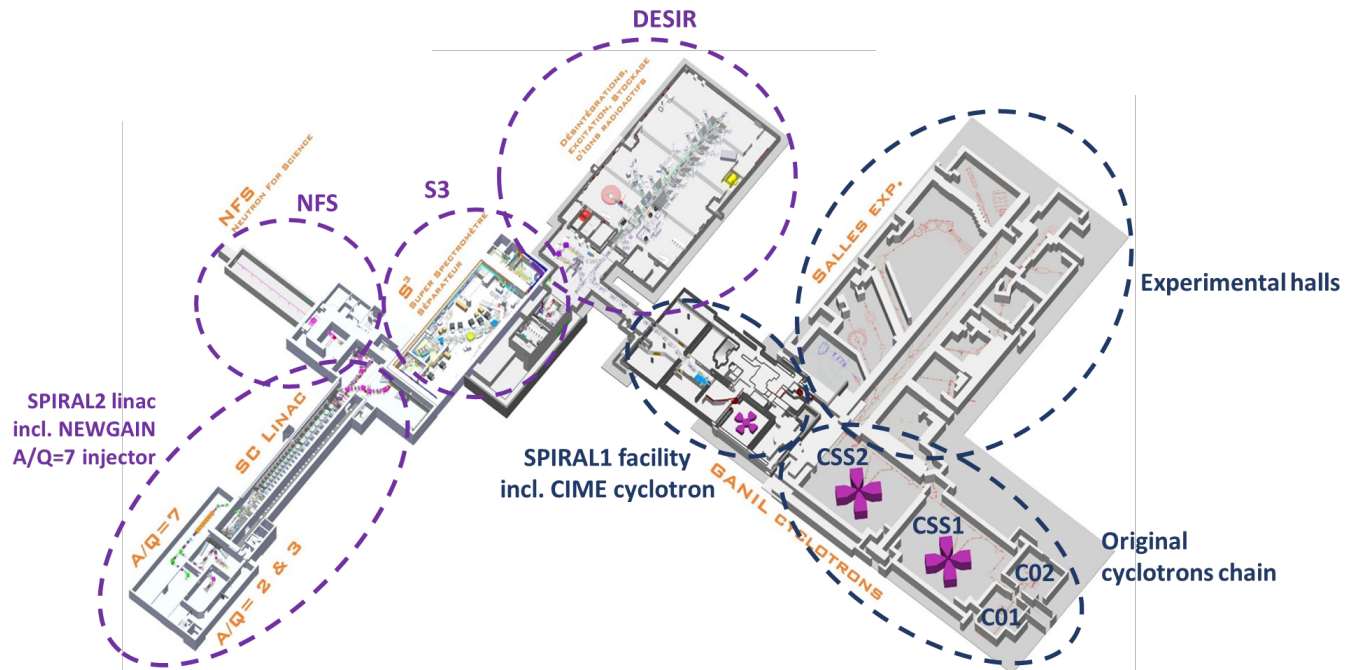 DESIR
DÉSINTÉGRATIONS,
EXCITATION, STOCKAGE
D'IONS RADIOACTIFS
NFS
NEUTRON FOR SCIENCE
NFS
S3
S³
SUPER SPECTROMÈTRE
SÉPARATEUR
SALLES EXP.
Experimental halls
SPIRAL2 linac
incl. NEWGAIN
A/Q=7 injector
SC LINAC
SPIRAL1 facility
incl. CIME cyclotron
GANIL CYCLOTRONS
CSS2
CSS1
C02
C01
Original
cyclotrons chain
A/Q=7
A/Q= 2 & 3